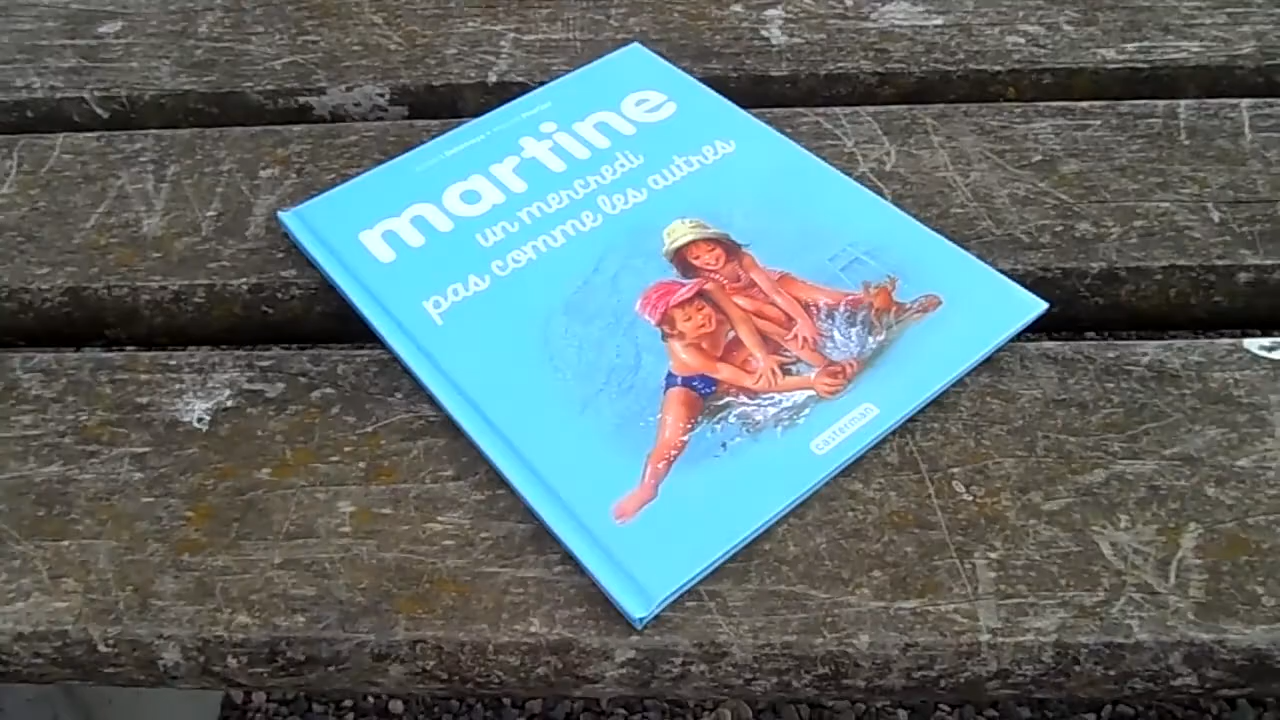 martine
un mercredi
pas comme les autres
casterman